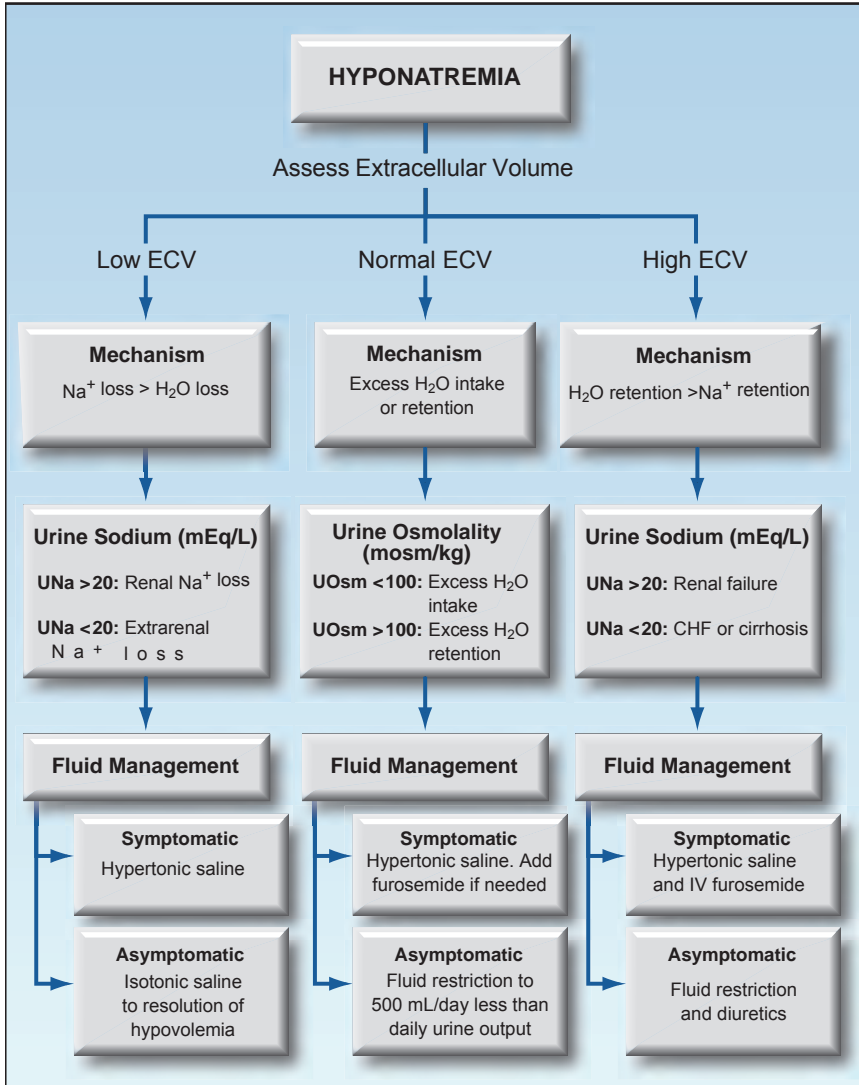 HYPONATREMIA
Assess Extracellular Volume
Low ECV
Normal ECV
High ECV
Mechanism
Na⁺ loss > H₂O loss
Mechanism
Excess H₂O intake
or retention
Mechanism
H₂O retention >Na⁺ retention
Urine Sodium (mEq/L)
UNa >20: Renal Na⁺ loss
UNa <20: Extrarenal
Na⁺ loss
Urine Osmolality
(mosm/kg)
UOsm <100: Excess H₂O
intake
UOsm >100: Excess H₂O
retention
Urine Sodium (mEq/L)
UNa >20: Renal failure
UNa <20: CHF or cirrhosis
Fluid Management
Symptomatic
Hypertonic saline
Asymptomatic
Isotonic saline
to resolution of
hypovolemia
Fluid Management
Symptomatic
Hypertonic saline. Add
furosemide if needed
Asymptomatic
Fluid restriction to
500 mL/day less than
daily urine output
Fluid Management
Symptomatic
Hypertonic saline
and IV furosemide
Asymptomatic
Fluid restriction
and diuretics